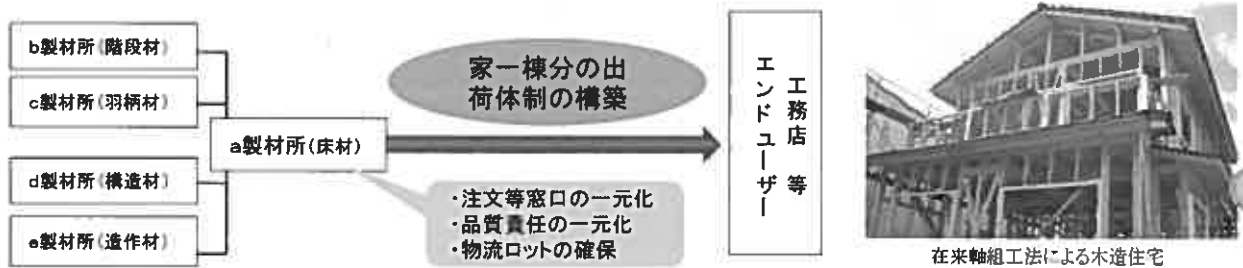 b製材所(階段材)
c製材所(羽柄材)
d製材所(構造材)
e製材所(造作材)
a製材所(床材)
家一棟分の出
荷体制の構築
・注文等窓口の一元化
・品質責任の一元化
・物流ロットの確保
工務店 等
エンドユーザー
在来軸組工法による木造住宅